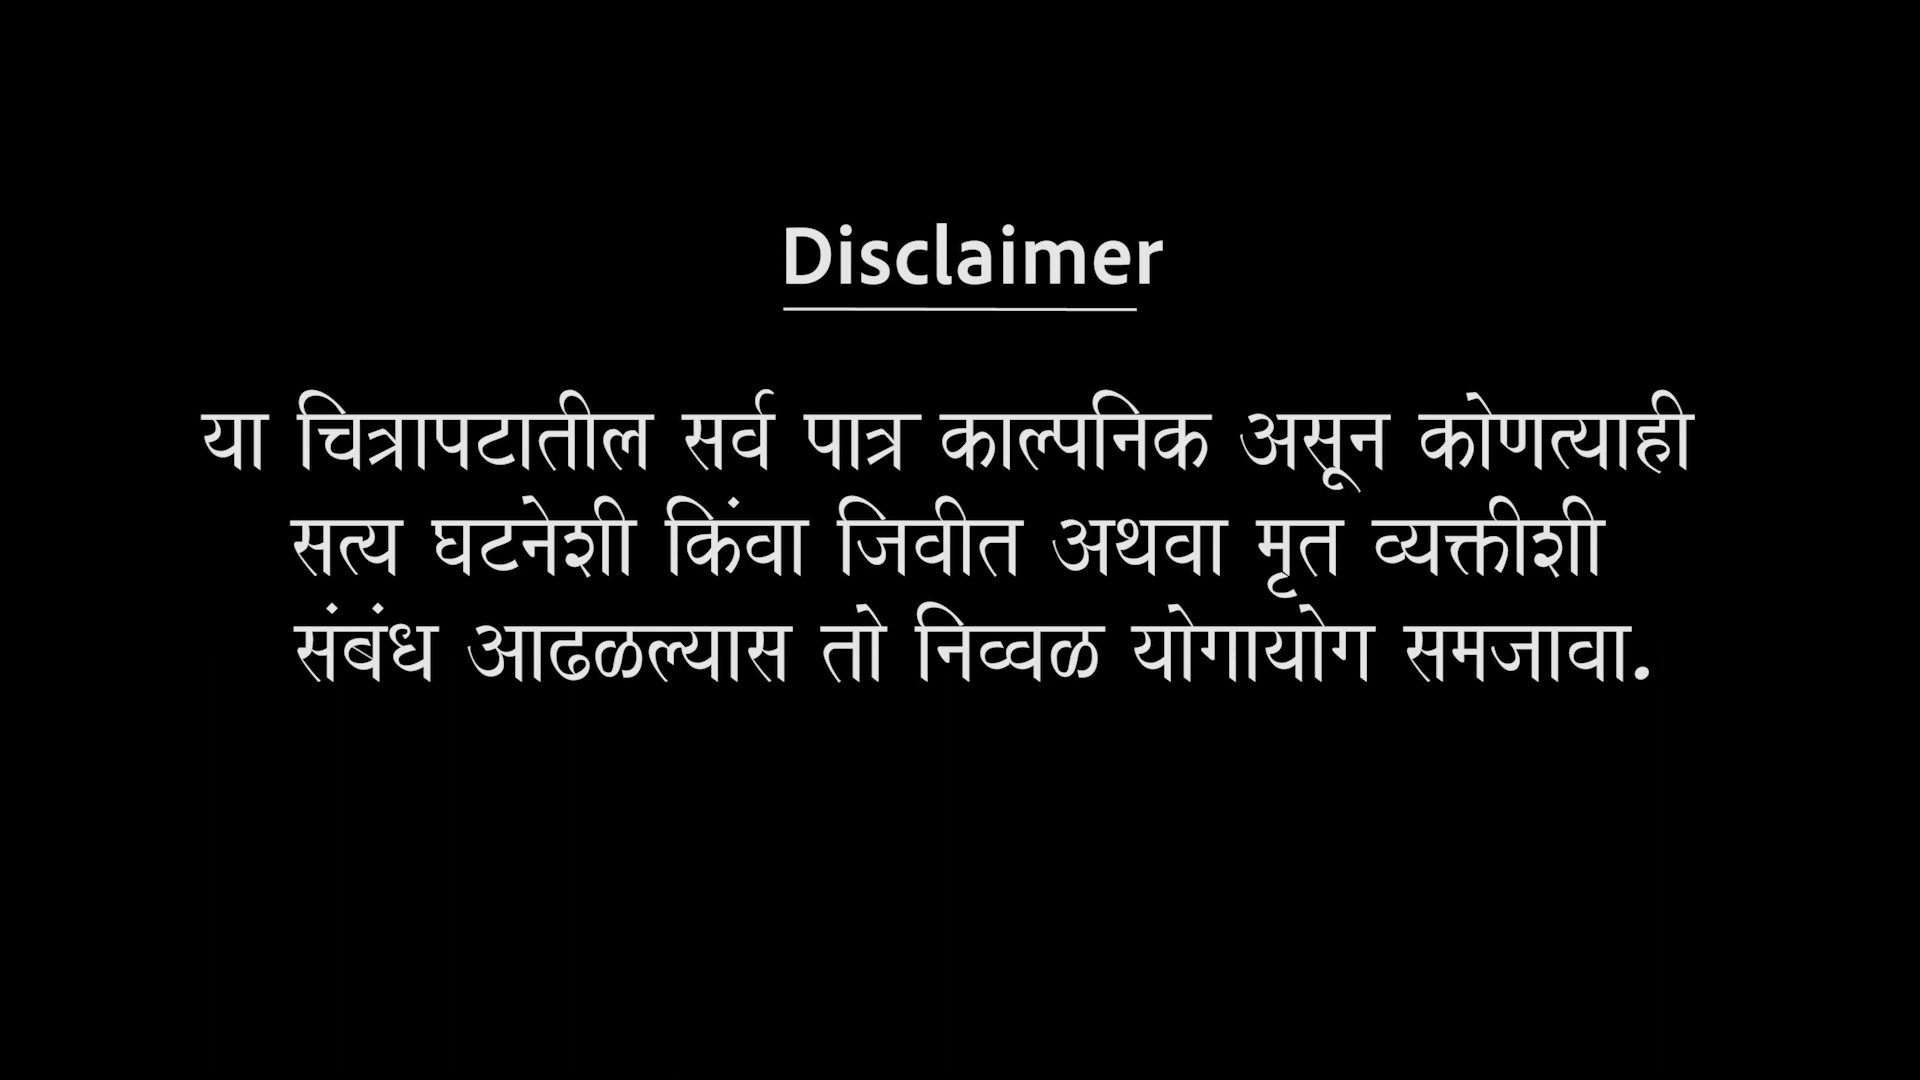 Disclaimer
या चित्रापटातील सर्व पात्र काल्पनिक असून कोणत्याही
सत्य घटनेशी किंवा जिवीत अथवा मृत व्यक्तीशी
संबंध आढळल्यास तो निव्वळ योगायोग समजावा.